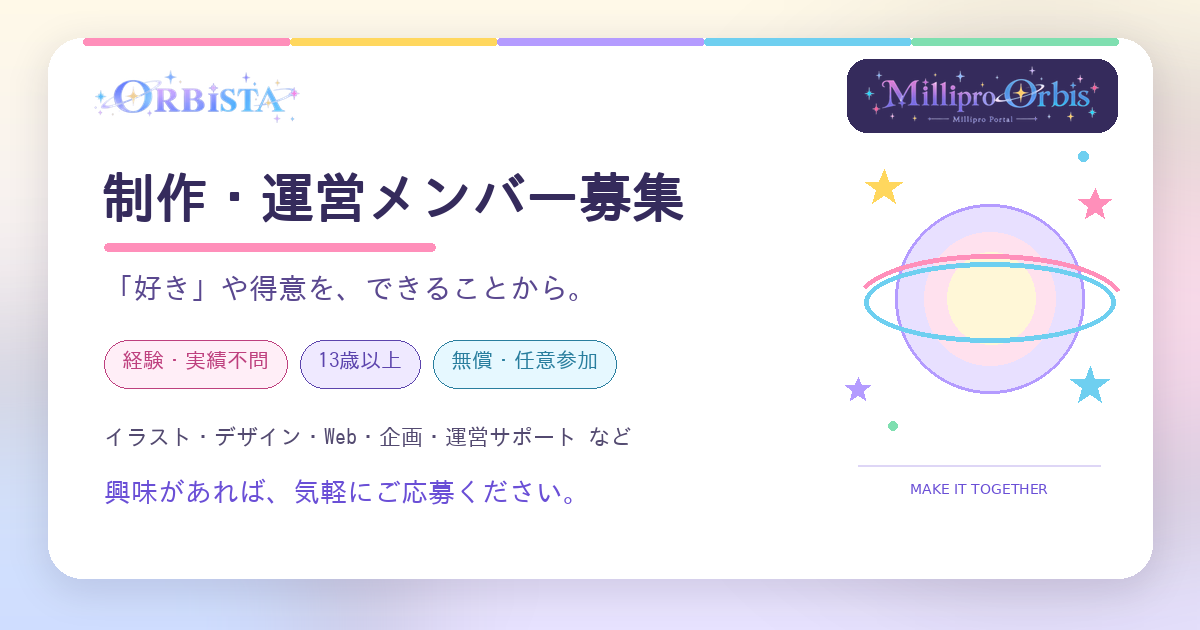 ORBISTA
Millipro Orbis
Millipro Portal
制作・運営メンバー募集
「好き」や得意を、できることから。
経験・実績不問
13歳以上
無償・任意参加
イラスト・デザイン・Web・企画・運営サポート など
興味があれば、気軽にご応募ください。
MAKE IT TOGETHER